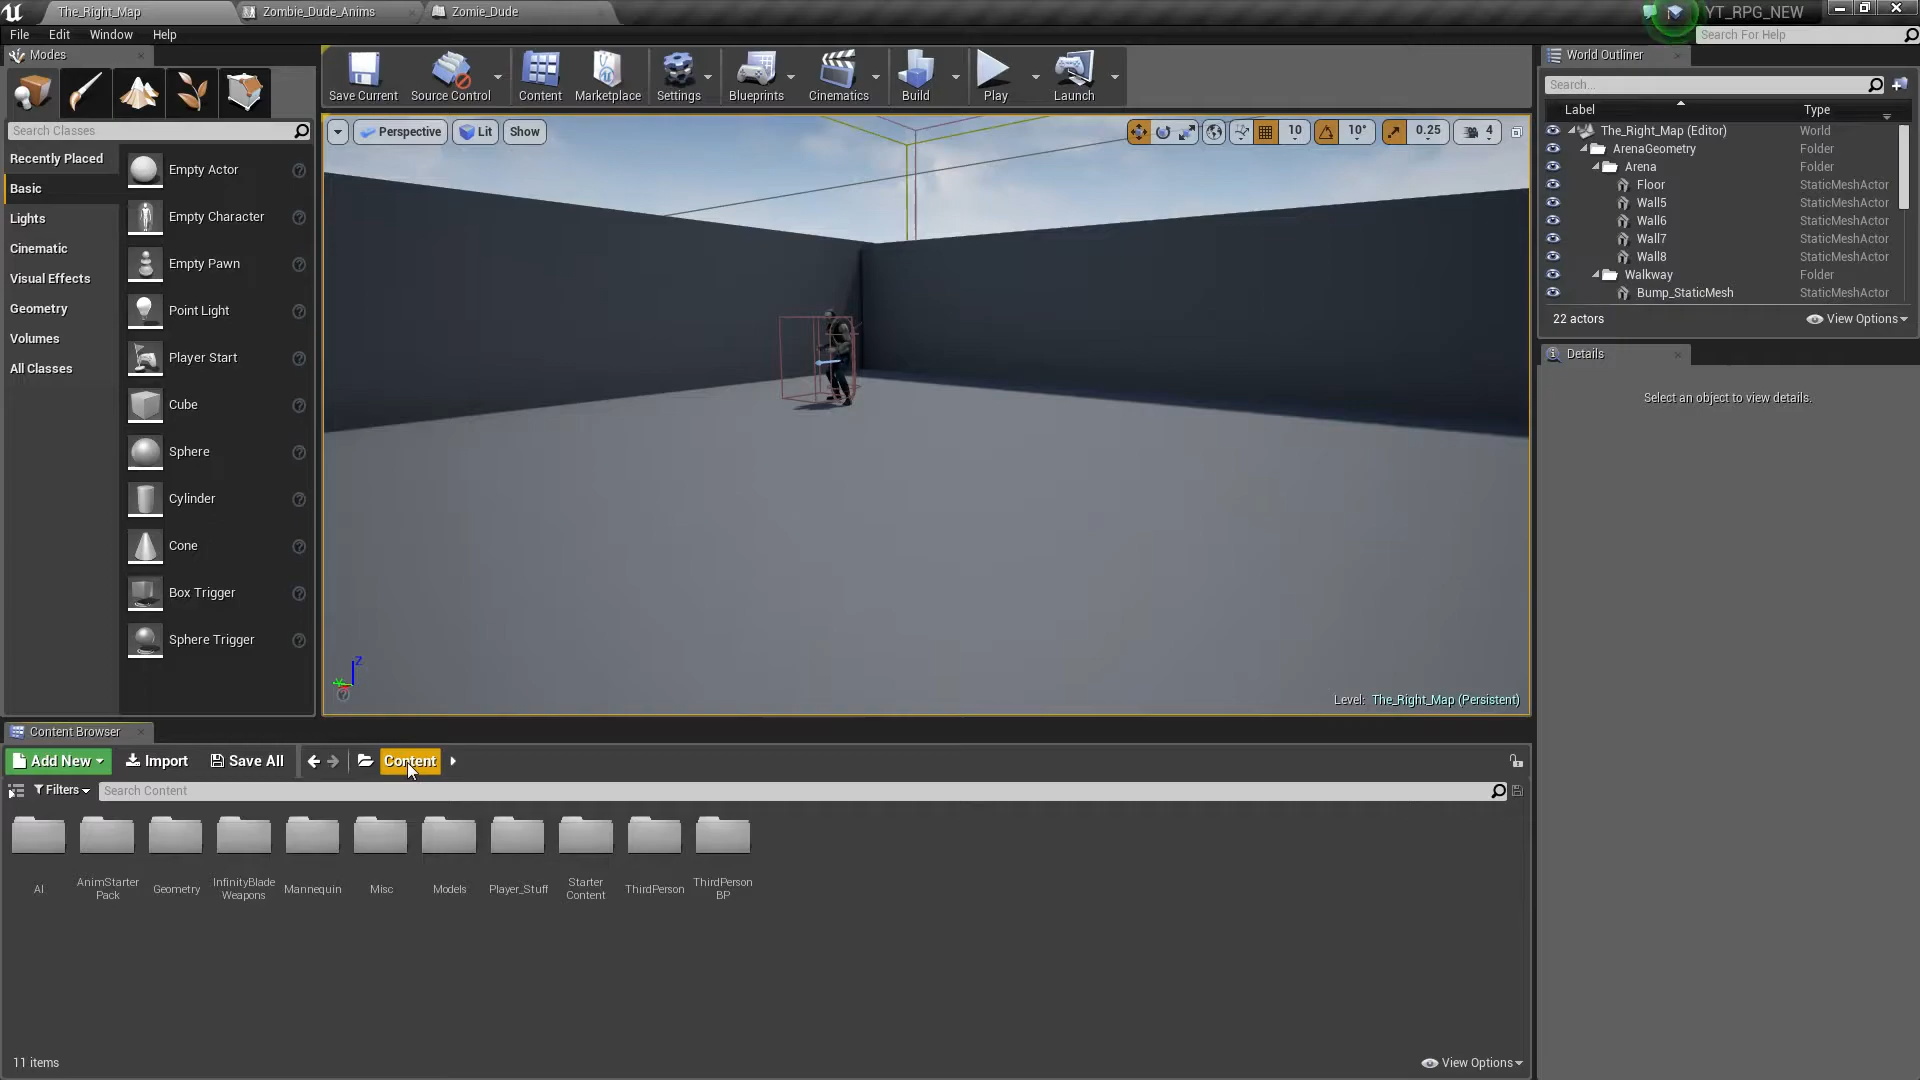 The_Right_Map
Zombie_Dude_Anims
Zomie_Dude
YT_RPG_NEW
File
Edit
Window
Help
Search For Help
Modes
Search Classes
Recently Placed
Basic
Lights
Cinematic
Visual Effects
Geometry
Volumes
All Classes
Empty Actor
Empty Character
Empty Pawn
Point Light
Player Start
Cube
Sphere
Cylinder
Cone
Box Trigger
Sphere Trigger
Save Current
Source Control
Content
Marketplace
Settings
Blueprints
Cinematics
Build
Play
Launch
Perspective
Lit
Show
10
10°
0.25
4
Z
Level: The_Right_Map (Persistent)
World Outliner
Search...
Label Type
The_Right_Map (Editor) World
ArenaGeometry Folder
Arena Folder
Floor StaticMeshActor
Wall5 StaticMeshActor
Wall6 StaticMeshActor
Wall7 StaticMeshActor
Wall8 StaticMeshActor
Walkway Folder
Bump_StaticMesh StaticMeshActor
22 actors
View Options
Details
Select an object to view details.
Content Browser
Add New
Import
Save All
Content
Filters
Search Content
AI
AnimStarter
Pack
Geometry
InfinityBlade
Weapons
Mannequin
Misc
Models
Player_Stuff
Starter
Content
ThirdPerson
ThirdPerson
BP
11 items
View Options